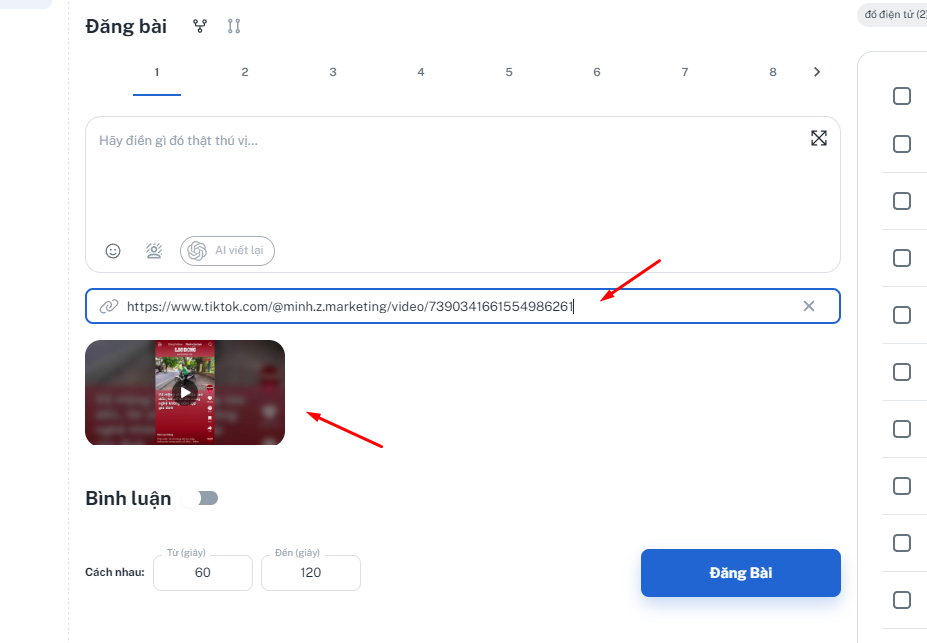 Đăng bài
đồ điện tử (2)
1 2 3 4 5 6 7 8
Hãy điền gì đó thật thú vị...
AI viết lại
https://www.tiktok.com/@minh.z.marketing/video/7390341661554986261
Bình luận
Cách nhau:
Từ (giây)
60
Đến (giây)
120
Đăng Bài